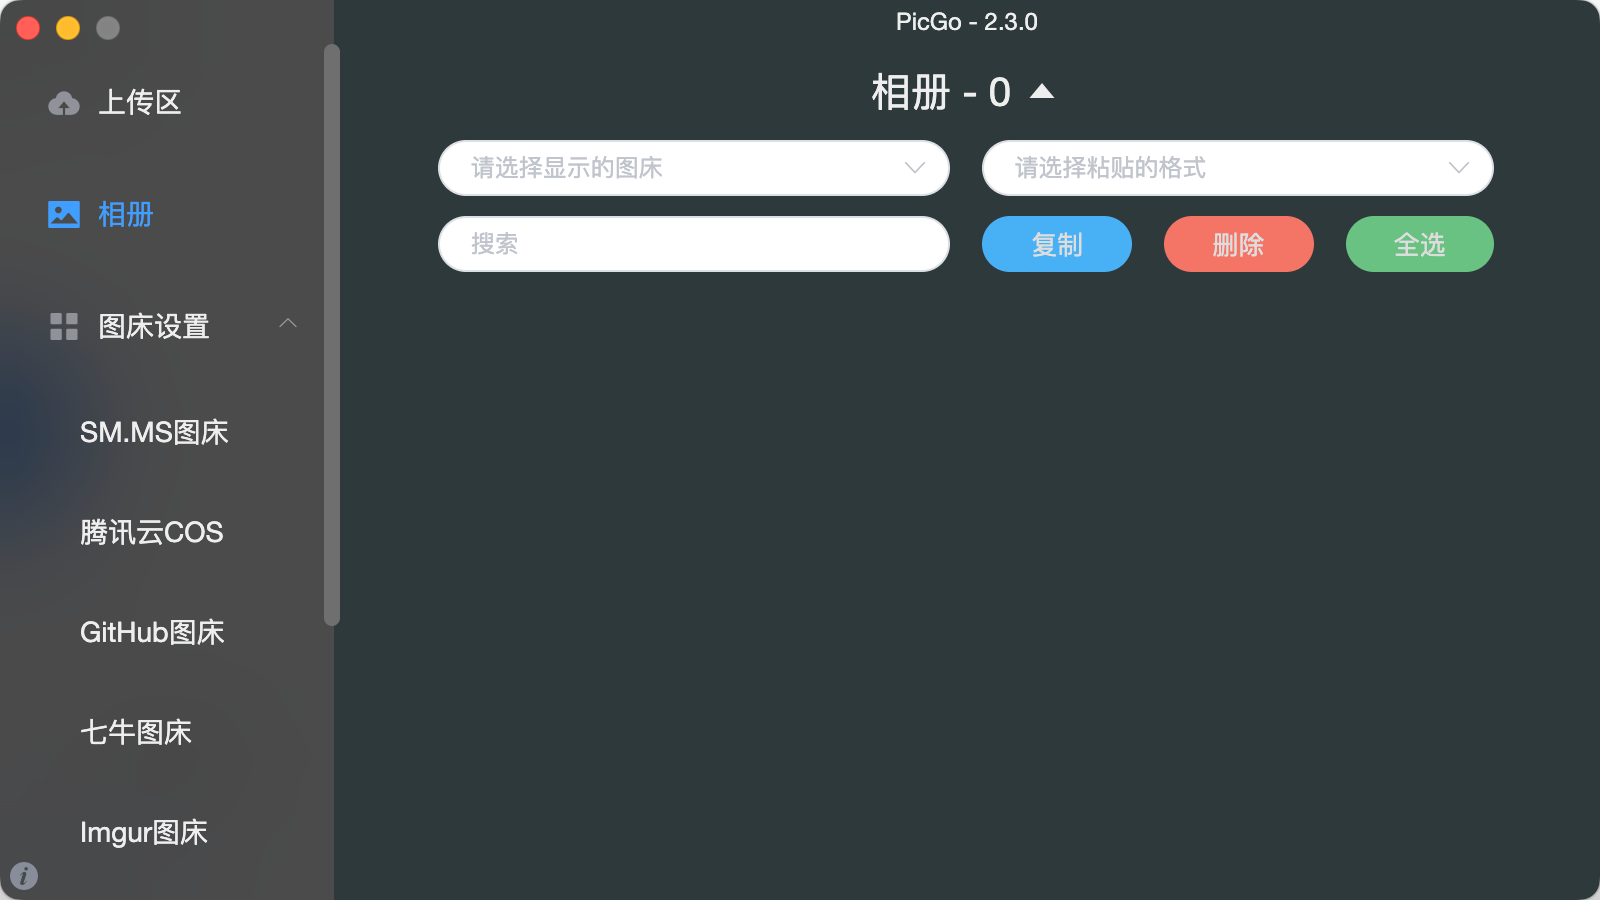 PicGo - 2.3.0
上传区
相册
图床设置
SM.MS图床
腾讯云COS
GitHub图床
七牛图床
Imgur图床
相册 - 0
请选择显示的图床
请选择粘贴的格式
搜索
复制
删除
全选